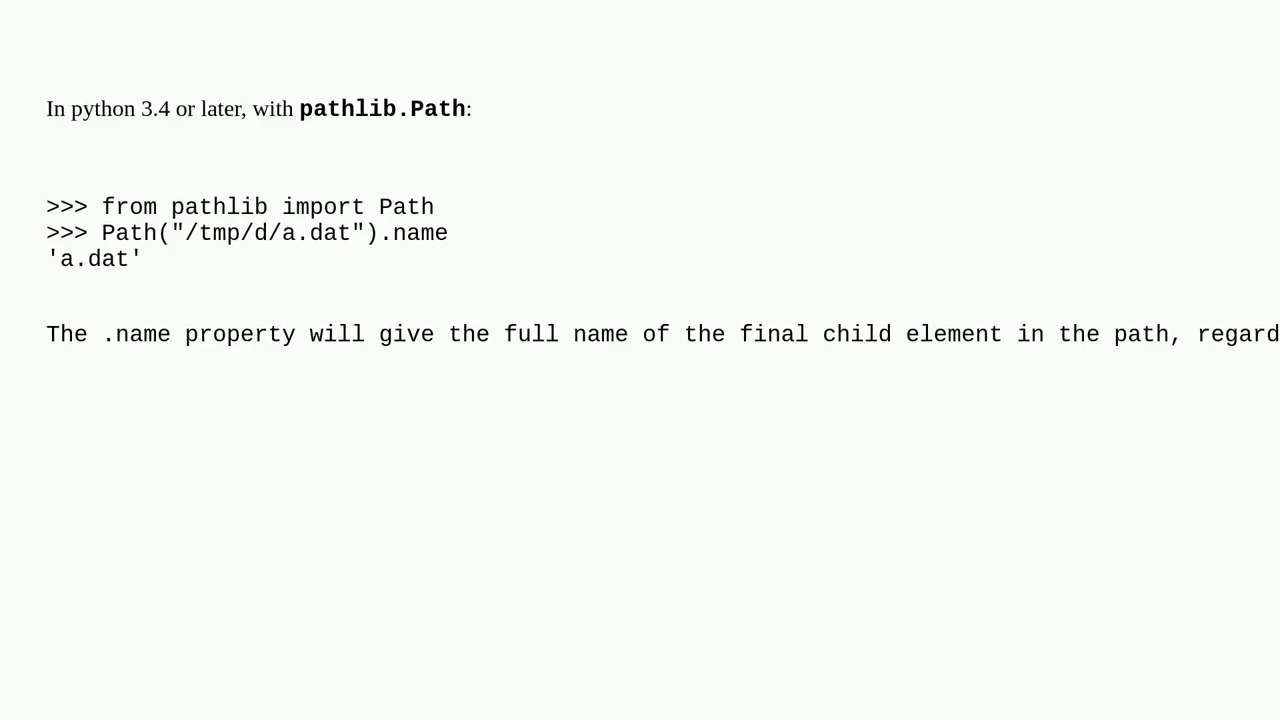 In python 3.4 or later, with pathlib.Path:
>>> from pathlib import Path
>>> Path("/tmp/d/a.dat").name
'a.dat'
The .name property will give the full name of the final child element in the path, regard